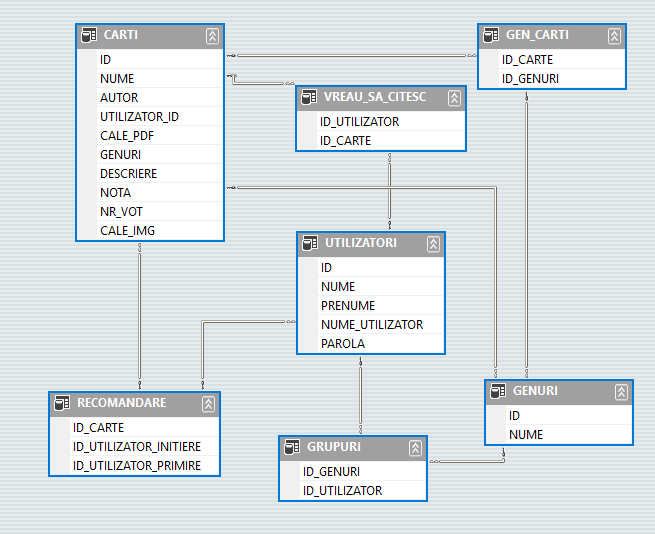 CARTI
ID
NUME
AUTOR
UTILIZATOR_ID
CALE_PDF
GENURI
DESCRIERE
NOTA
NR_VOT
CALE_IMG
GEN_CARTI
ID_CARTE
ID_GENURI
VREAU_SA_CITESC
ID_UTILIZATOR
ID_CARTE
UTILIZATORI
ID
NUME
PRENUME
NUME_UTILIZATOR
PAROLA
RECOMANDARE
ID_CARTE
ID_UTILIZATOR_INITIERE
ID_UTILIZATOR_PRIMIRE
GRUPURI
ID_GENURI
ID_UTILIZATOR
GENURI
ID
NUME